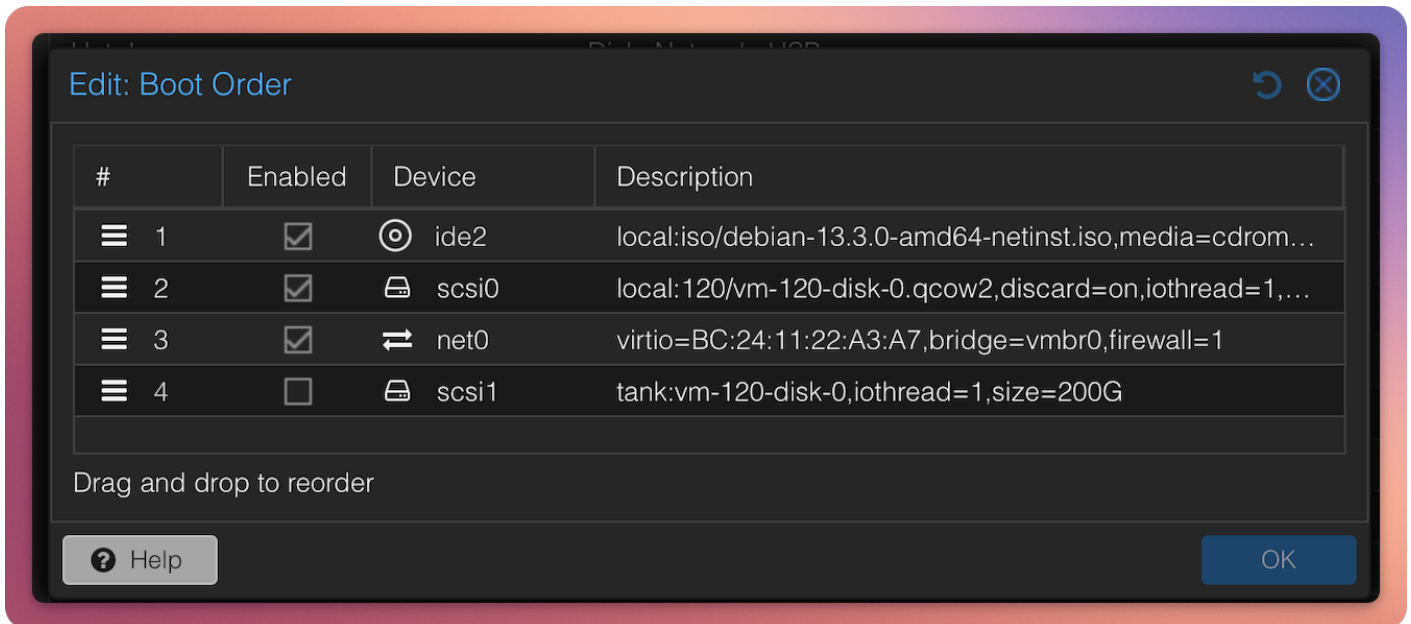 Edit: Boot Order
# Enabled Device Description
1 ide2 local:iso/debian-13.3.0-amd64-netinst.iso,media=cdrom...
2 scsi0 local:120/vm-120-disk-0.qcow2,discard=on,iothread=1,...
3 net0 virtio=BC:24:11:22:A3:A7,bridge=vmbr0,firewall=1
4 scsi1 tank:vm-120-disk-0,iothread=1,size=200G
Drag and drop to reorder
Help OK